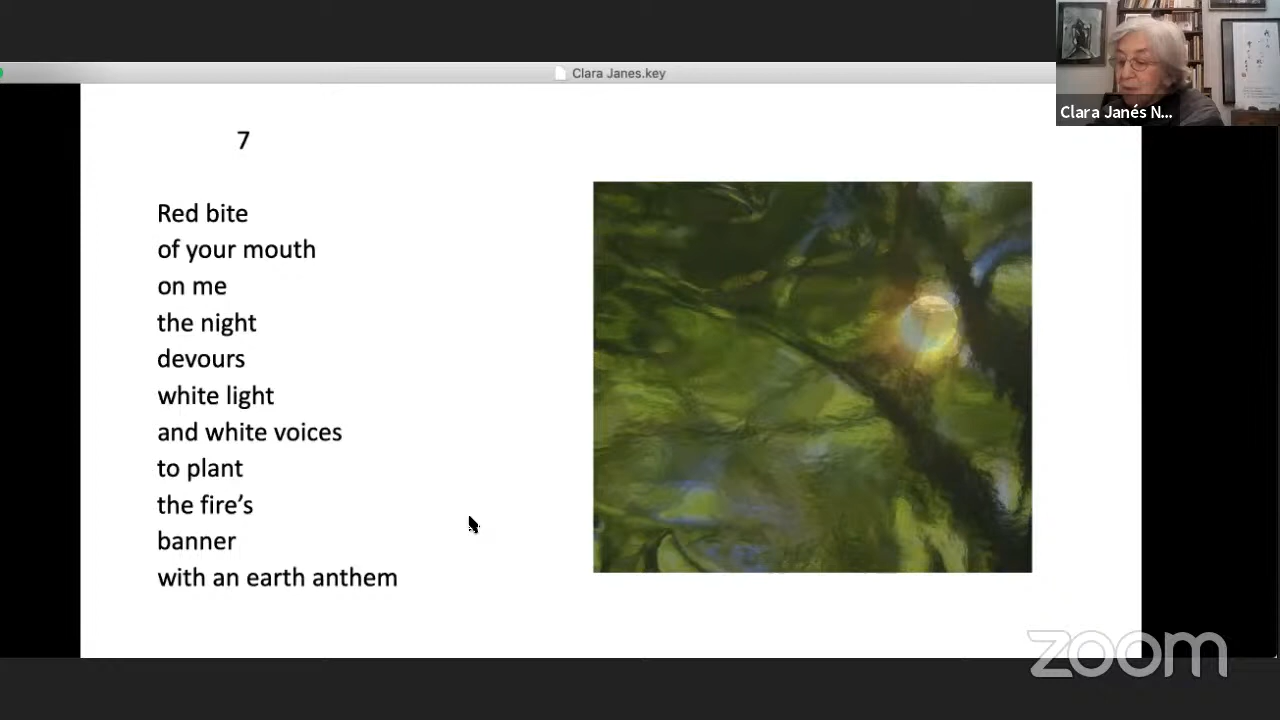 Clara Janes.key
Clara Janés N...
7
Red bite
of your mouth
on me
the night
devours
white light
and white voices
to plant
the fire’s
banner
with an earth anthem
zoom